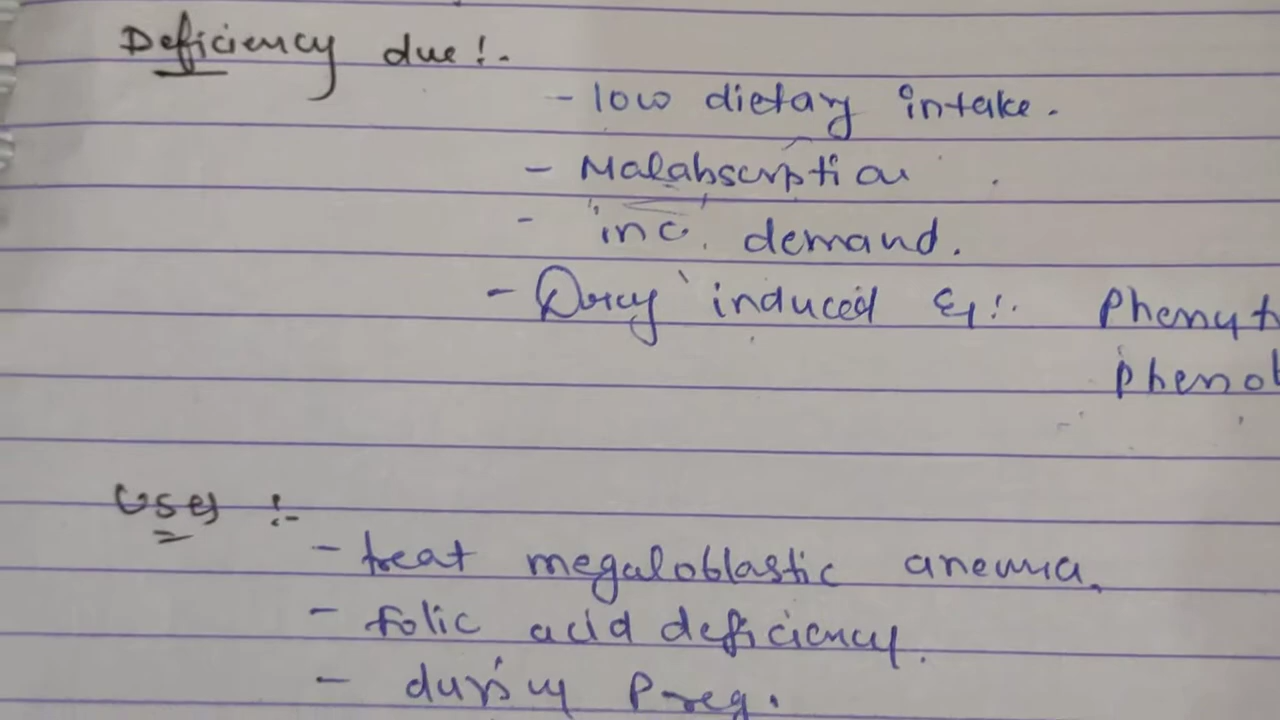 Deficiency due :-
- low dietary intake.
- Malabsorption.
- inc. demand.
- Drug induced Eg :- Phenyt
Phenob
Uses :-
- treat megaloblastic anemia.
- folic acid deficiency.
- during Preg.